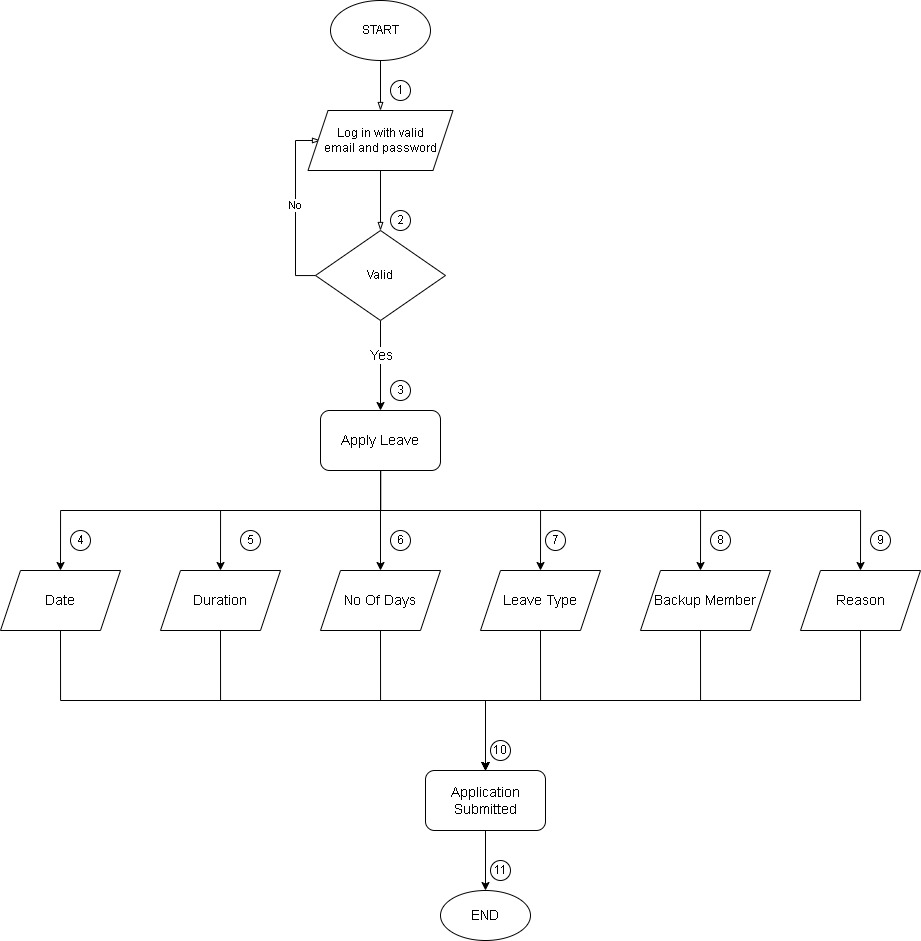 START
1
Log in with valid
email and password
No
2
Valid
Yes
3
Apply Leave
4
5
6
7
8
9
Date
Duration
No Of Days
Leave Type
Backup Member
Reason
10
Application
Submitted
11
END